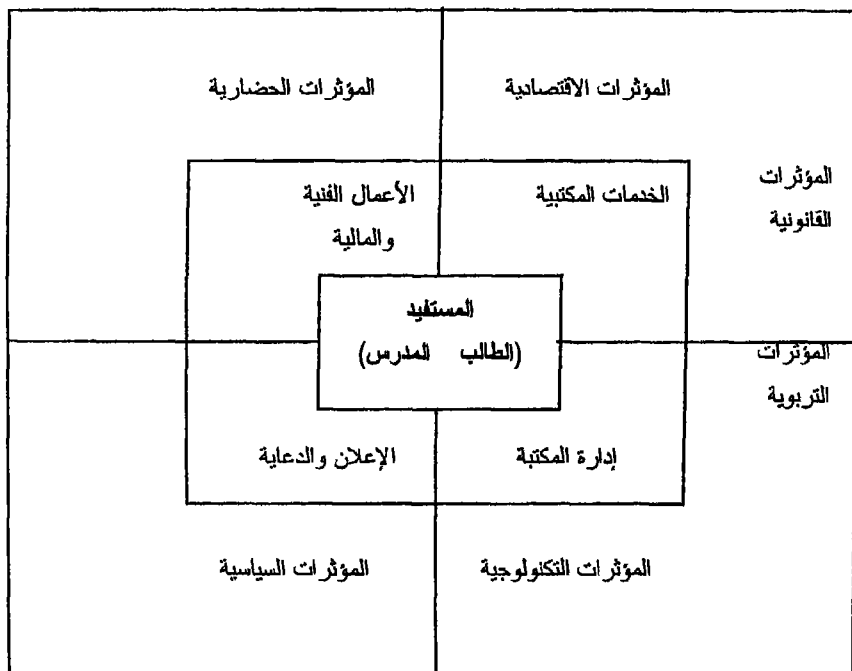 المؤثرات الاقتصادية
المؤثرات الحضارية
المؤثرات
القانونية
الخدمات المكتبية
الأعمال الفنية
والمالية
المستفيد
(الطالب المدرس)
المؤثرات
التربوية
إدارة المكتبة
الإعلان والدعاية
المؤثرات التكنولوجية
المؤثرات السياسية